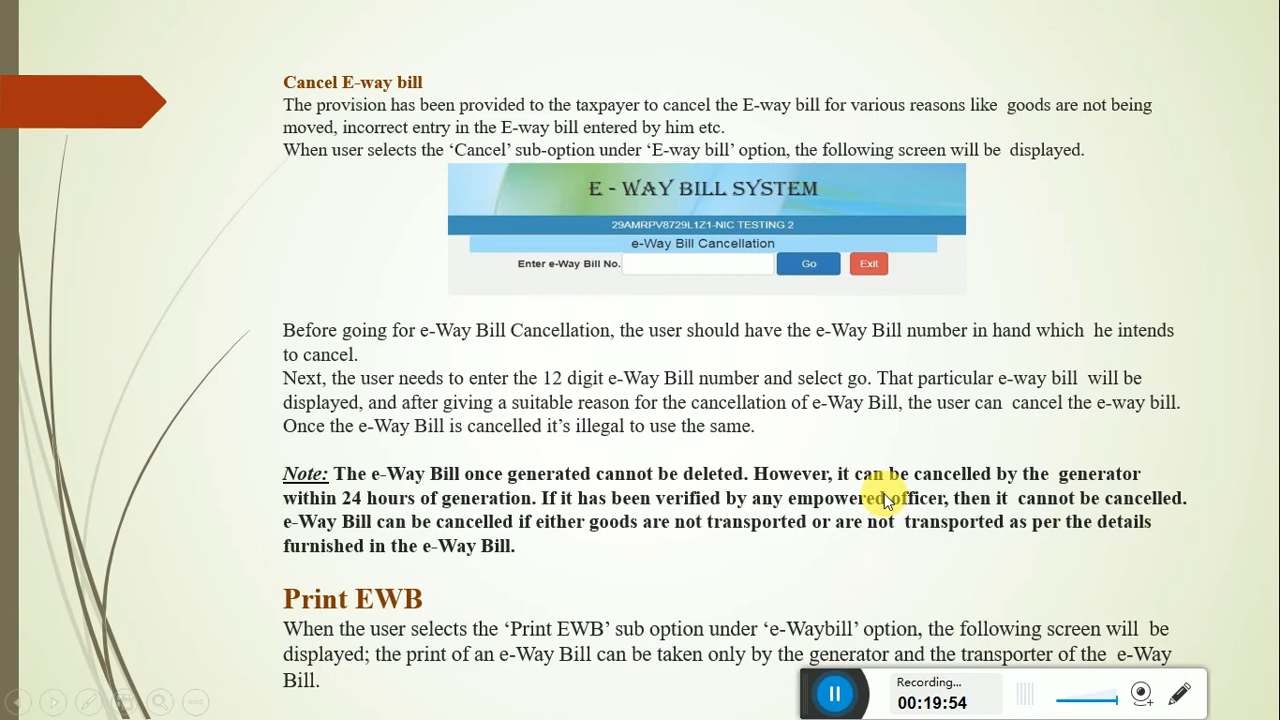 Cancel E-way bill
The provision has been provided to the taxpayer to cancel the E-way bill for various reasons like  goods are not being
moved, incorrect entry in the E-way bill entered by him etc.
When user selects the ‘Cancel’ sub-option under ‘E-way bill’ option, the following screen will be  displayed.
E - WAY BILL SYSTEM
29AMRPV8729L1Z1-NIC TESTING 2
e-Way Bill Cancellation
Enter e-Way Bill No. Go Exit
Before going for e-Way Bill Cancellation, the user should have the e-Way Bill number in hand which  he intends
to cancel.
Next, the user needs to enter the 12 digit e-Way Bill number and select go. That particular e-way bill  will be
displayed, and after giving a suitable reason for the cancellation of e-Way Bill, the user can  cancel the e-way bill.
Once the e-Way Bill is cancelled it’s illegal to use the same.
Note: The e-Way Bill once generated cannot be deleted. However, it can be cancelled by the  generator
within 24 hours of generation. If it has been verified by any empowered officer, then it  cannot be cancelled.
e-Way Bill can be cancelled if either goods are not transported or are not  transported as per the details
furnished in the e-Way Bill.
Print EWB
When the user selects the ‘Print EWB’ sub option under ‘e-Waybill’ option, the following screen will  be
displayed; the print of an e-Way Bill can be taken only by the generator and the transporter of the  e-Way
Bill.
Recording...
00:19:54